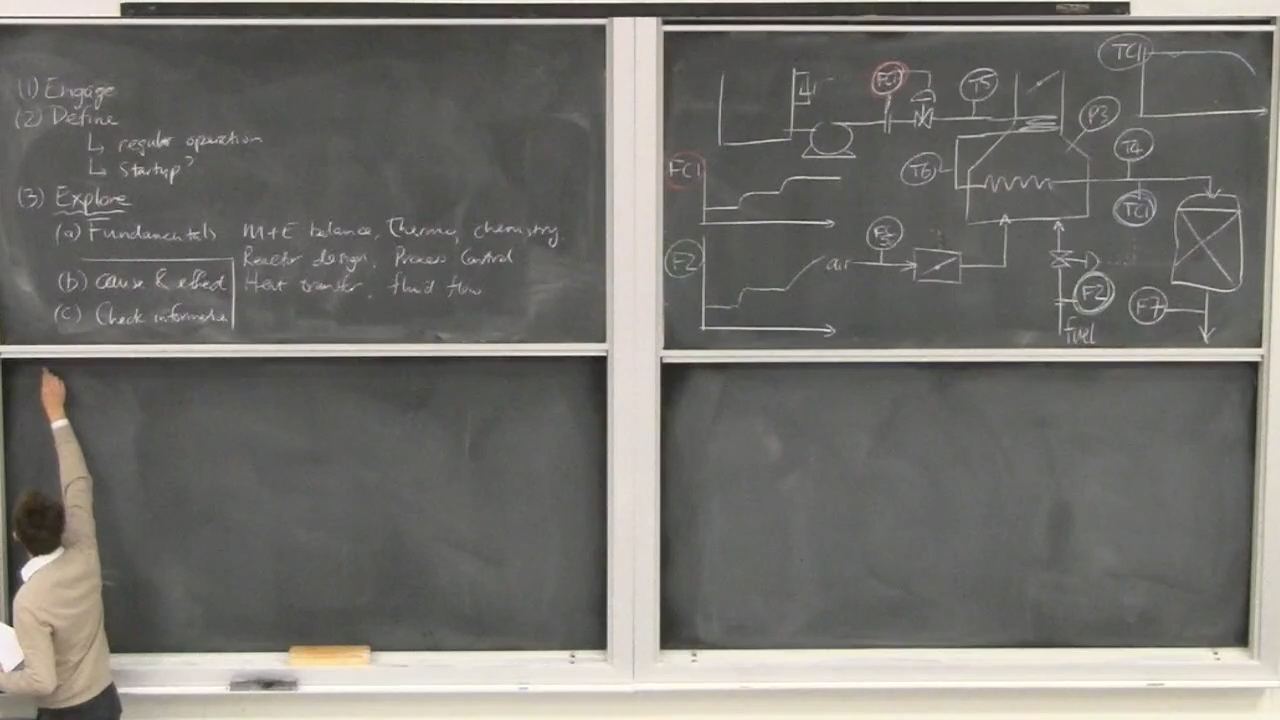 (1) Engage
(2) Define
↳ regular operation
↳ Startup?
(3) Explore
(a) Fundamentals M+E balance, Thermo, chemistry
Reactor design, Process Control
(b) cause & effect Heat transfer, fluid flow
(c) Check information
L
FC1
T5
TC1
P3
T6
T4
TC1
FC1
F2
air
F2
F7
fuel